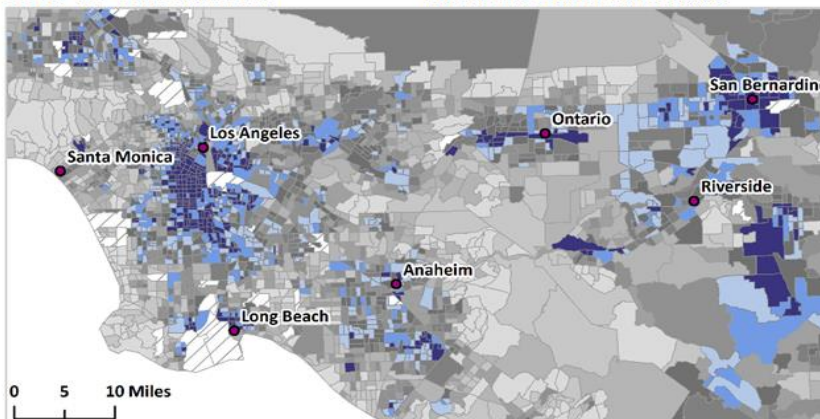 San Bernardino
Ontario
Los Angeles
Santa Monica
Riverside
Anaheim
Long Beach
0 5 10 Miles